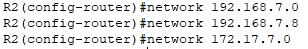 R2(config-router)#network 192.168.7.0
R2(config-router)#network 192.168.7.8
R2(config-router)#network 172.17.7.0